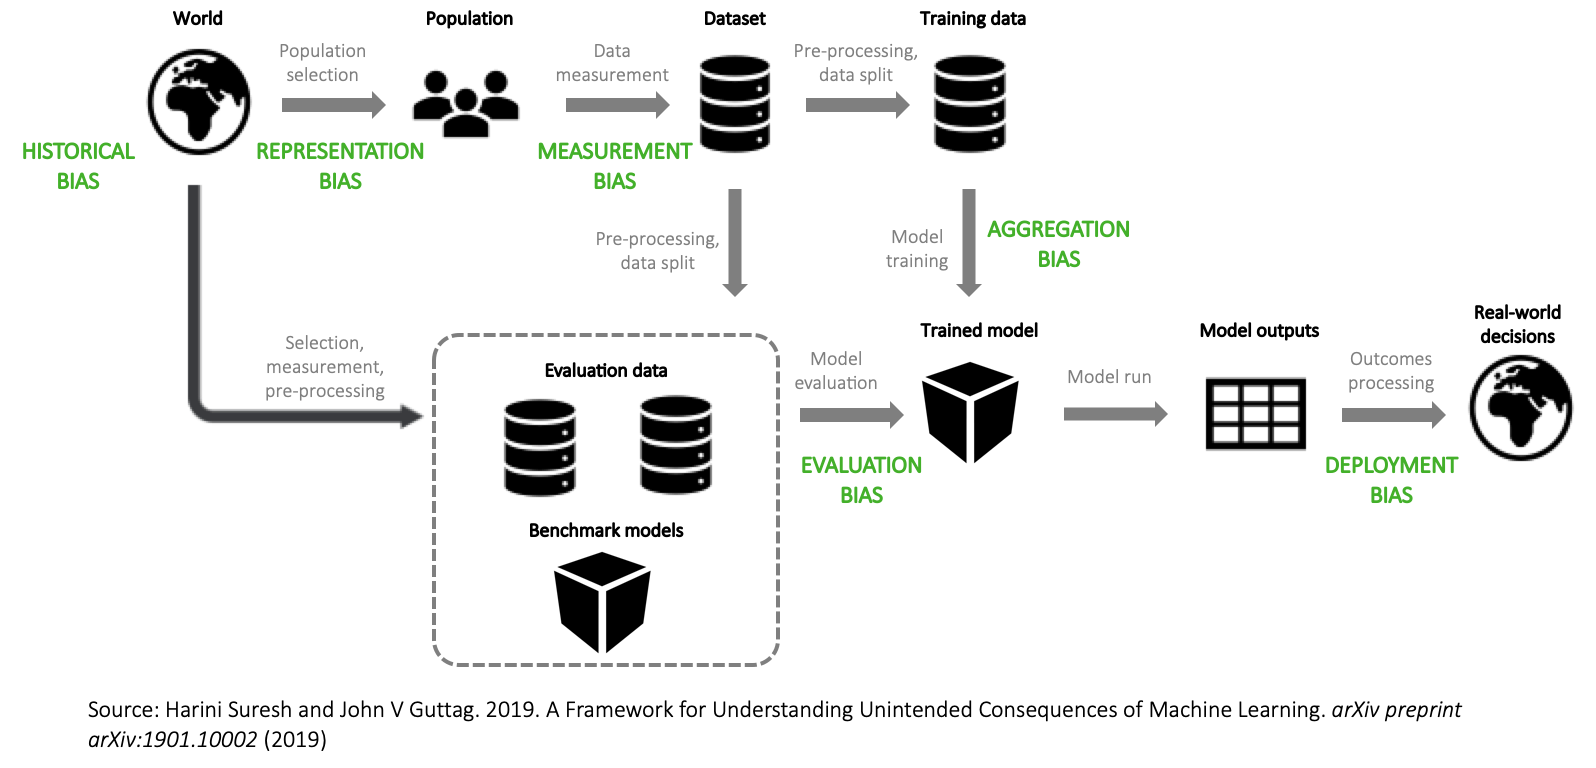 World
Population
Dataset
Training data
Population
selection
Data
measurement
Pre-processing,
data split
HISTORICAL
BIAS
REPRESENTATION
BIAS
MEASUREMENT
BIAS
Pre-processing,
data split
Model
training
AGGREGATION
BIAS
Selection,
measurement,
pre-processing
Evaluation data
Benchmark models
Model
evaluation
EVALUATION
BIAS
Trained model
Model run
Model outputs
Outcomes
processing
DEPLOYMENT
BIAS
Real-world
decisions
Source: Harini Suresh and John V Guttag. 2019. A Framework for Understanding Unintended Consequences of Machine Learning. arXiv preprint
arXiv:1901.10002 (2019)